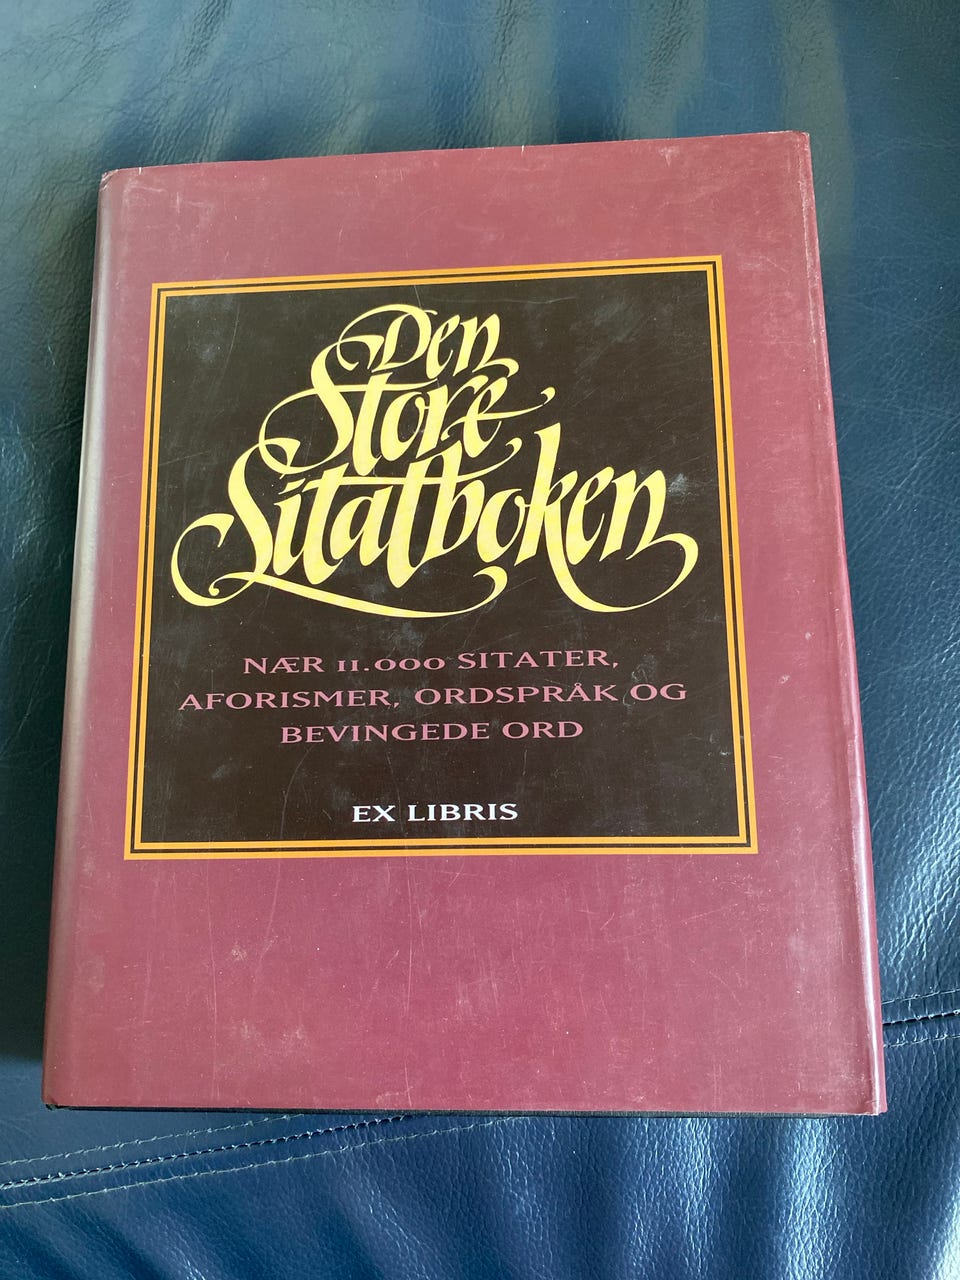 Den
Store
Sitatboken
NÆR 11.000 SITATER,
AFORISMER, ORDSPRÅK OG
BEVINGEDE ORD
EX LIBRIS